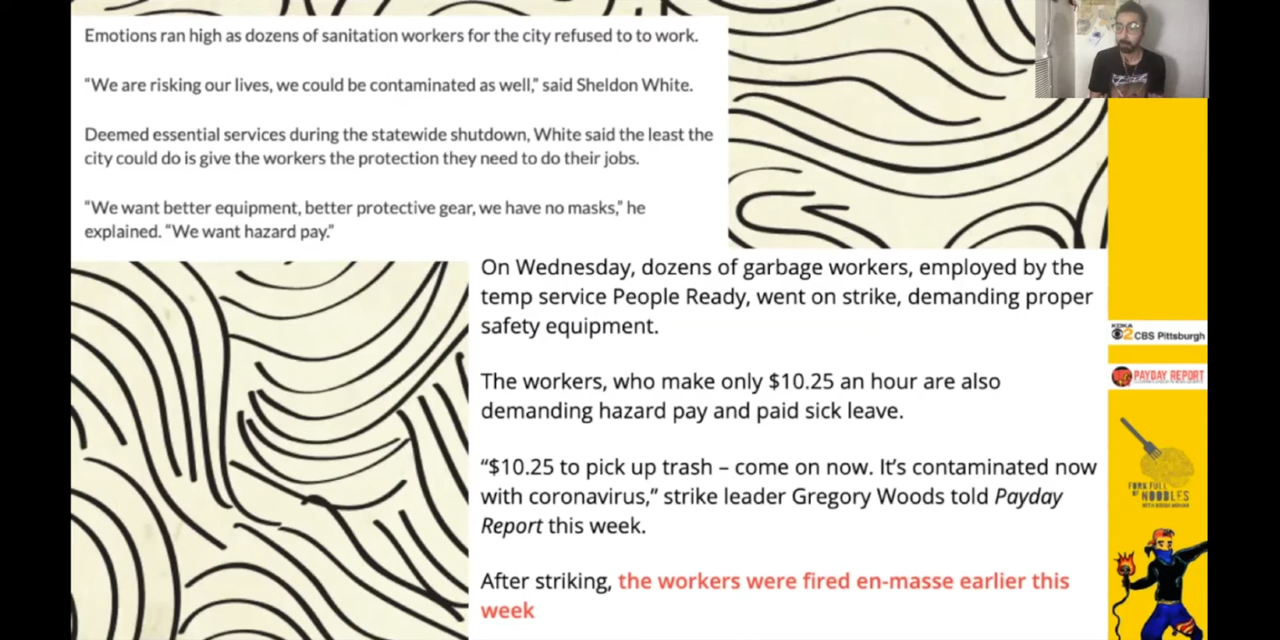 Emotions ran high as dozens of sanitation workers for the city refused to to work.
“We are risking our lives, we could be contaminated as well,” said Sheldon White.
Deemed essential services during the statewide shutdown, White said the least the
city could do is give the workers the protection they need to do their jobs.
“We want better equipment, better protective gear, we have no masks,” he
explained. “We want hazard pay.”
On Wednesday, dozens of garbage workers, employed by the
temp service People Ready, went on strike, demanding proper
safety equipment.
The workers, who make only $10.25 an hour are also
demanding hazard pay and paid sick leave.
“$10.25 to pick up trash – come on now. It’s contaminated now
with coronavirus,” strike leader Gregory Woods told Payday
Report this week.
After striking, the workers were fired en-masse earlier this
week
KDKA
2 CBS Pittsburgh
PAYDAY REPORT
FORK FULL
OF NOODLES